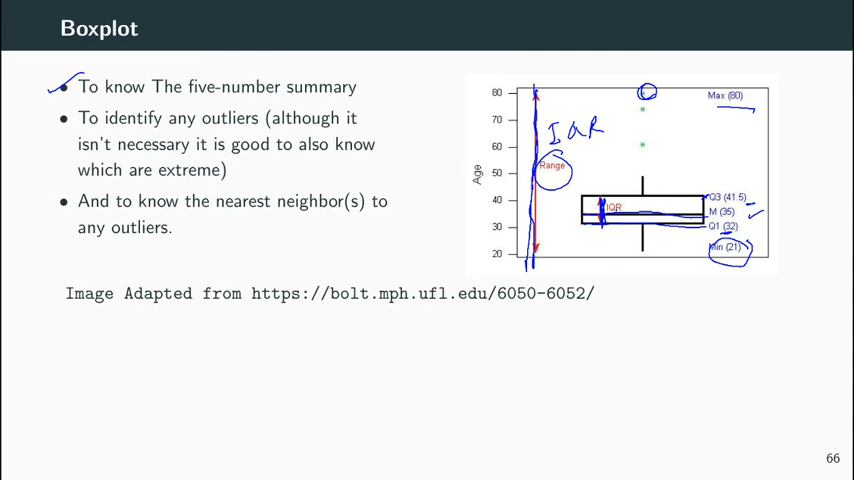 Boxplot
• To know The five-number summary
• To identify any outliers (although it
isn't necessary it is good to also know
which are extreme)
• And to know the nearest neighbor(s) to
any outliers.
80
70
60
50
40
30
20
Age
IQR
Range
IQR
Max (80)
Q3 (41.5)
M (35)
Q1 (32)
Min (21)
Image Adapted from https://bolt.mph.ufl.edu/6050-6052/
66